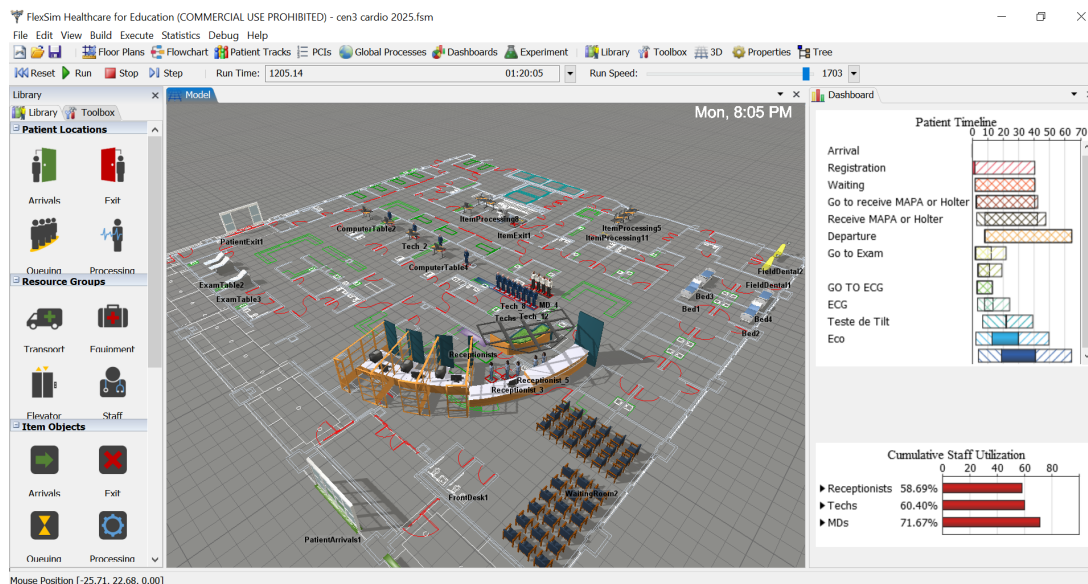 FlexSim Healthcare for Education (COMMERCIAL USE PROHIBITED) - cen3 cardio 2025.fsm
File Edit View Build Execute Statistics Debug Help
Floor Plans Flowchart Patient Tracks PCIs Global Processes Dashboards Experiment Library Toolbox 3D Properties Tree
Reset Run Stop Step Run Time: 1205.14 01:20:05 Run Speed: 1703
Library
Library Toolbox
Patient Locations
Arrivals Exit
Queuing Processing
Resource Groups
Transport Equipment
Elevator Staff
Item Objects
Arrivals Exit
Queuing Processing
Model
Mon, 8:05 PM
ItemProcessing8
ComputerTable2
ItemExit1
ItemProcessing5
ItemProcessing11
PatientExit1
Tech_2
ComputerTable4
FieldDental2
ExamTable2
FieldDental1
ExamTable3
Bed3
Bed1
Tech_8 MD_4
Techs Tech_12
Bed4
Bed2
Receptionists
Receptionist_5
Receptionist_3
FrontDesk1
WaitingRoom2
PatientArrivals1
Dashboard
Patient Timeline
0 10 20 30 40 50 60 70
Arrival
Registration
Waiting
Go to receive MAPA or Holter
Receive MAPA or Holter
Departure
Go to Exam
GO TO ECG
ECG
Teste de Tilt
Eco
Cumulative Staff Utilization
0 20 40 60 80
Receptionists 58.69%
Techs 60.40%
MDs 71.67%
Mouse Position [-25.71, 22.68, 0.00]